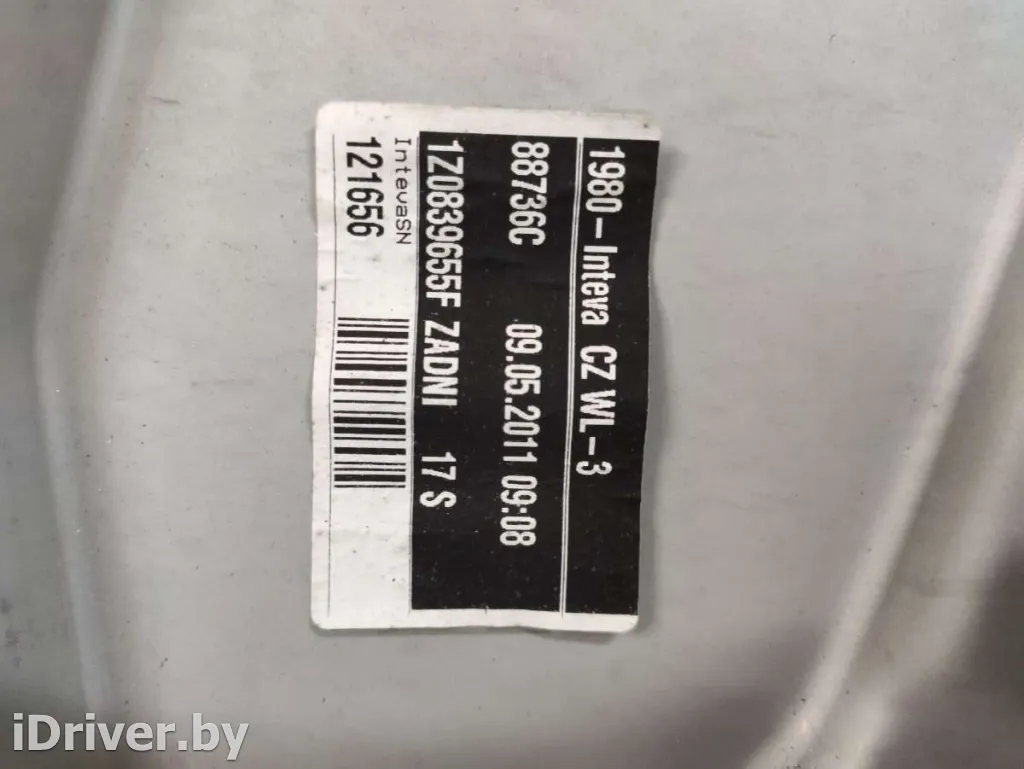 1980-Inteva CZ WL-3
88736C 09.05.2011 09:08
1Z0839655F ZADNI 17 S
IntevaSN
121656
iDriver.by